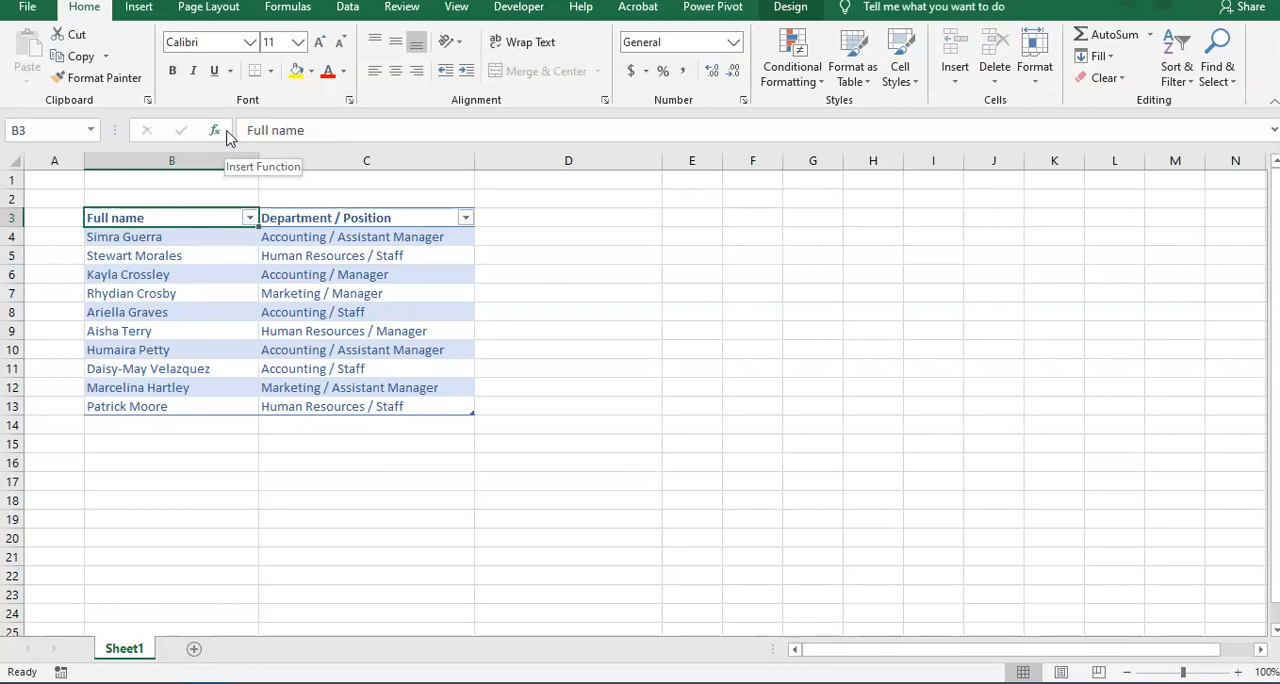 File Home Insert Page Layout Formulas Data Review View Developer Help Acrobat Power Pivot Design Tell me what you want to do Share
Paste Cut Copy Format Painter
Clipboard
Calibri 11 A A B I U A
Font
Wrap Text Merge & Center
Alignment
General $ % ,
Number
Conditional Formatting Format as Table Cell Styles
Styles
Insert Delete Format
Cells
AutoSum Fill Clear Sort & Filter Find & Select
Editing
B3 fx Full name
Insert Function
A B C D E F G H I J K L M N
1
2
3 Full name Department / Position
4 Simra Guerra Accounting / Assistant Manager
5 Stewart Morales Human Resources / Staff
6 Kayla Crossley Accounting / Manager
7 Rhydian Crosby Marketing / Manager
8 Ariella Graves Accounting / Staff
9 Aisha Terry Human Resources / Manager
10 Humaira Petty Accounting / Assistant Manager
11 Daisy-May Velazquez Accounting / Staff
12 Marcelina Hartley Marketing / Assistant Manager
13 Patrick Moore Human Resources / Staff
14
15
16
17
18
19
20
21
22
23
24
25
Sheet1
Ready 100%